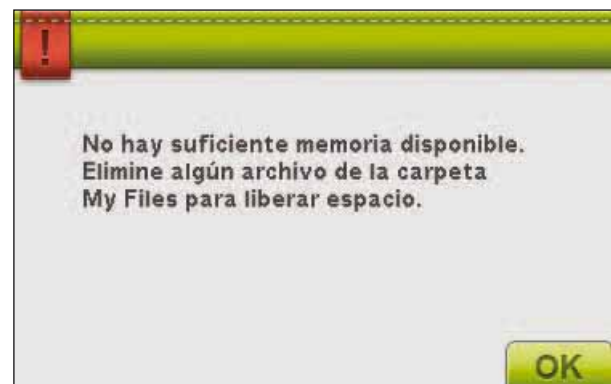 !
No hay suficiente memoria disponible.
Elimine algún archivo de la carpeta
My Files para liberar espacio.
OK